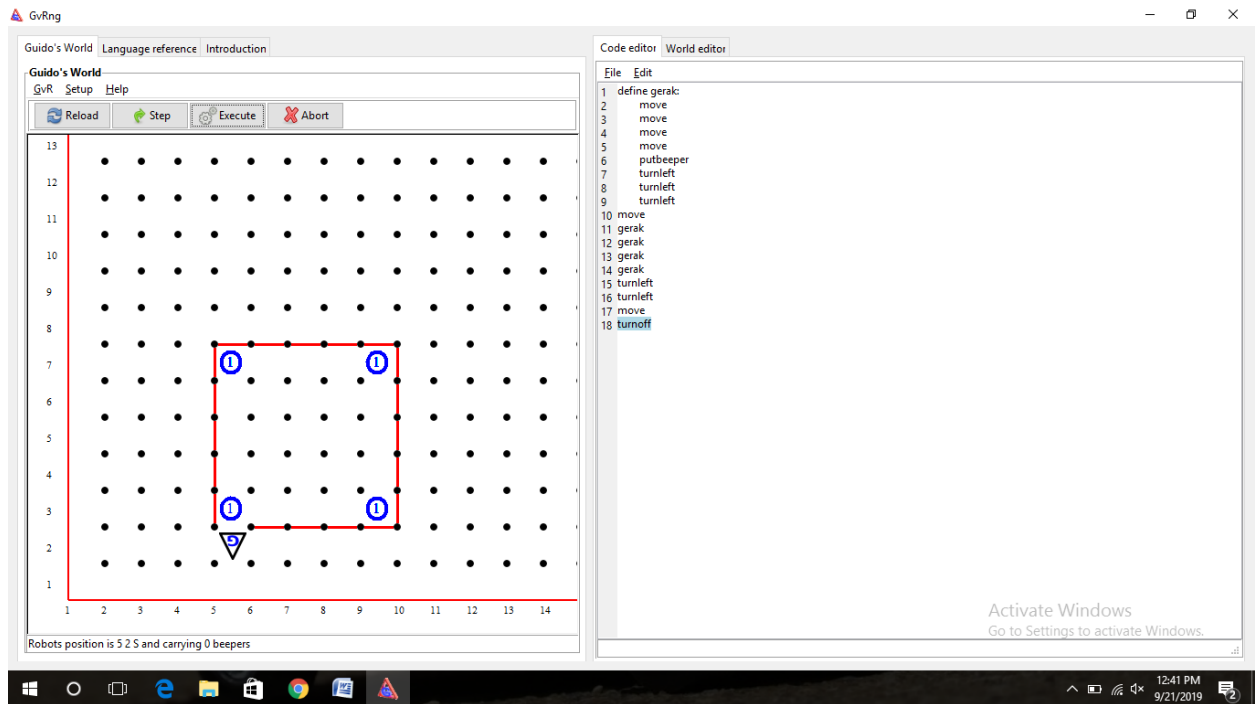 GvRng
Guido's World Language reference Introduction
Guido's World
GvR Setup Help
Reload Step Execute Abort
13
12
11
10
9
8
7
6
5
4
3
2
1
1 1
1 1
G
1 2 3 4 5 6 7 8 9 10 11 12 13 14
Robots position is 5 2 S and carrying 0 beepers
Code editor World editor
File Edit
1 define gerak:
2 move
3 move
4 move
5 move
6 putbeeper
7 turnleft
8 turnleft
9 turnleft
10 move
11 gerak
12 gerak
13 gerak
14 gerak
15 turnleft
16 turnleft
17 move
18 turnoff
Activate Windows
Go to Settings to activate Windows.
12:41 PM
9/21/2019
2